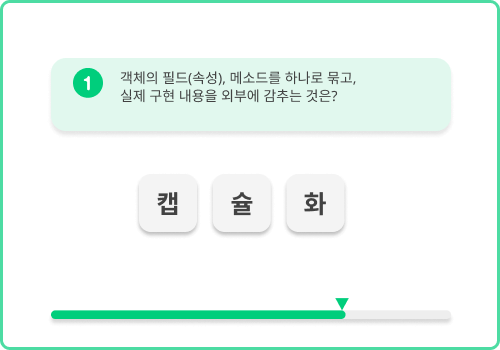 1
객체의 필드(속성), 메소드를 하나로 묶고,
실제 구현 내용을 외부에 감추는 것은?
캡 슐 화